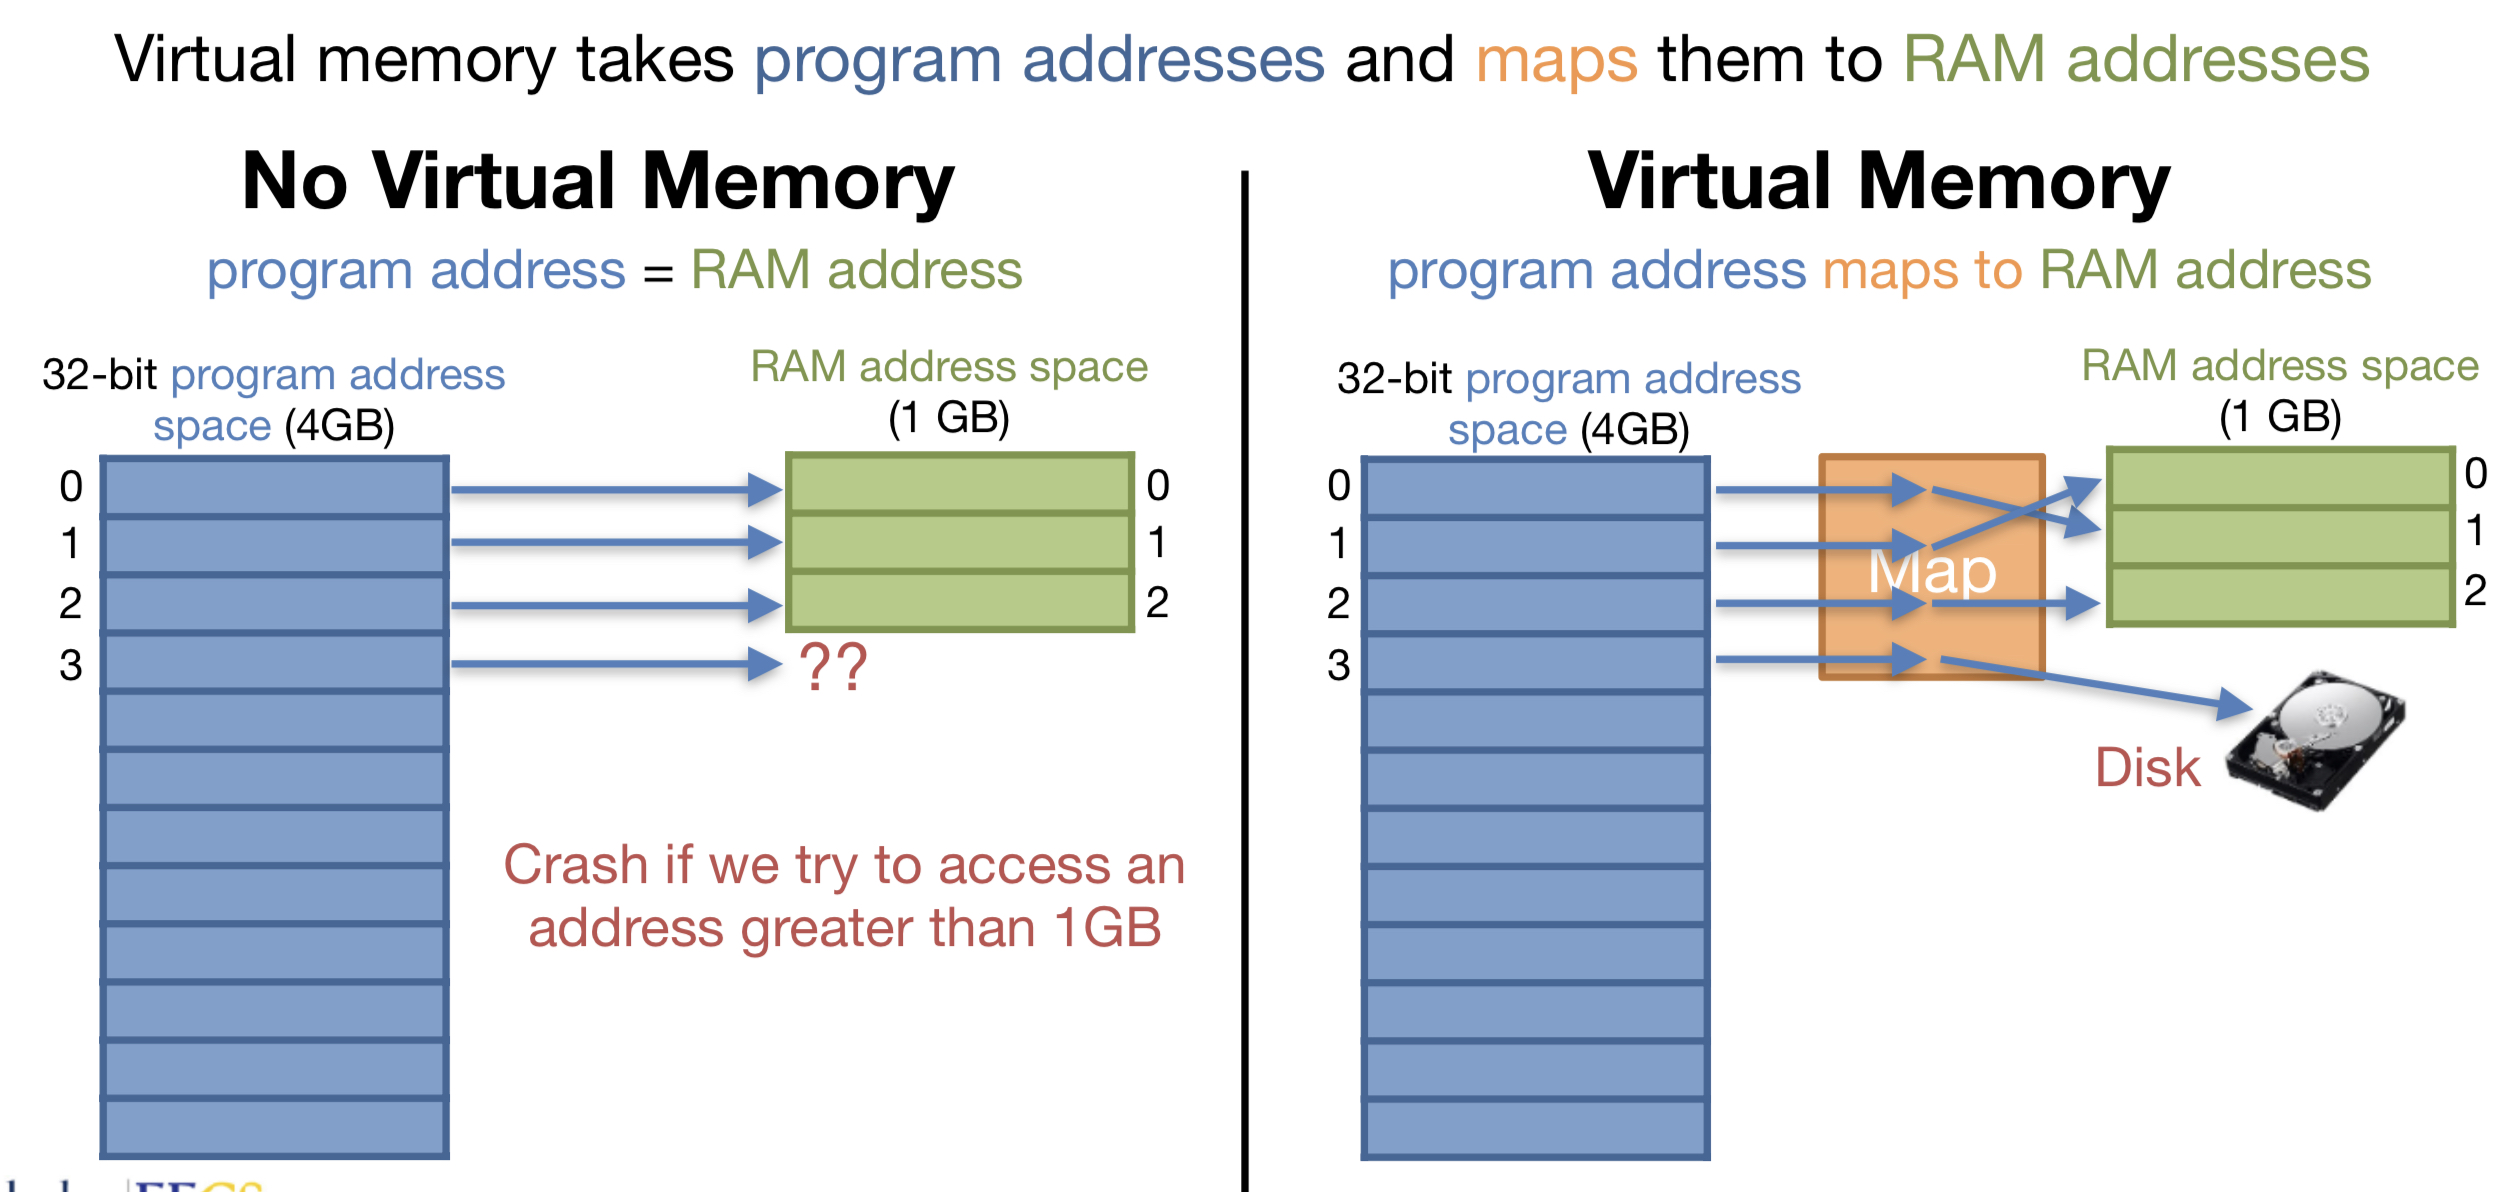 Virtual memory takes program addresses and maps them to RAM addresses
No Virtual Memory
program address = RAM address
32-bit program address
space (4GB)
RAM address space
(1 GB)
0
1
2
3
0
1
2
??
Crash if we try to access an
address greater than 1GB
Virtual Memory
program address maps to RAM address
32-bit program address
space (4GB)
RAM address space
(1 GB)
0
1
2
3
Map
0
1
2
Disk